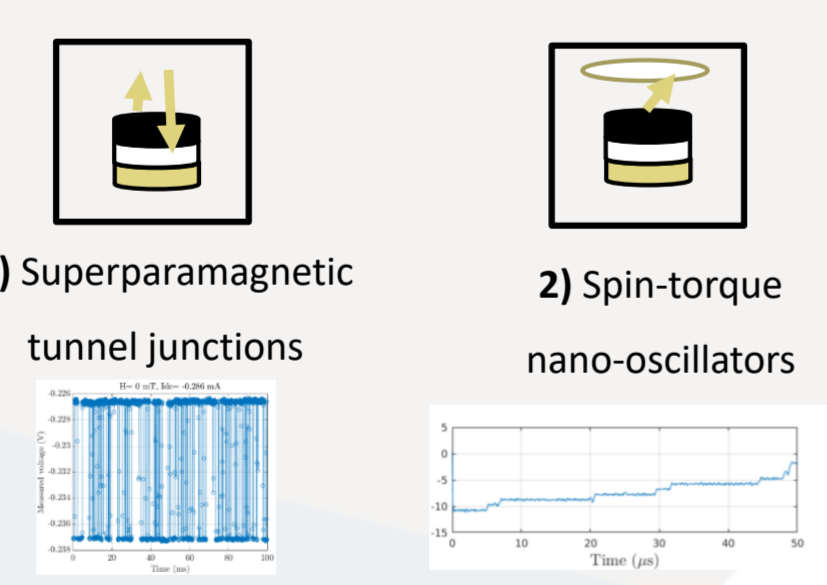 ) Superparamagnetic
tunnel junctions
H= 0 mT, Idc= -0.286 mA
-0.226
-0.228
-0.23
-0.232
-0.234
-0.236
-0.238
Measured voltage (V)
0 20 40 60 80 100
Time (ms)
2) Spin-torque
nano-oscillators
5
0
-5
-10
-15
0 10 20 30 40 50
Time (μs)